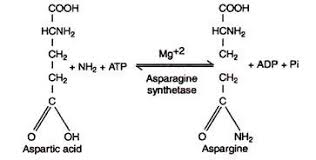 COOH COOH
HCNH₂ HCNH₂
CH₂ + NH₂ + ATP Mg+2 CH₂ + ADP + Pi
CH₂ Asparagine CH₂
synthetase
C C
O OH O NH₂
Aspartic acid Aspargine